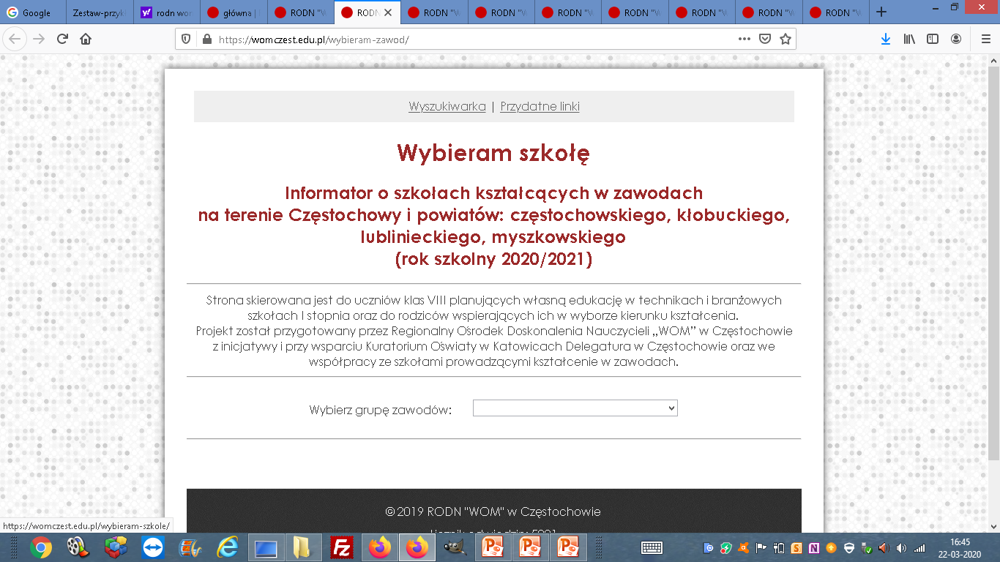 Google
Zestaw-przykł
rodn wor
główna |
RODN "W
RODN
RODN "W
RODN "W
RODN "W
RODN "W
RODN "W
RODN "W
RODN "W
https://womczest.edu.pl/wybieram-zawod/
Wyszukiwarka | Przydatne linki
Wybieram szkołę
Informator o szkołach kształcących w zawodach
na terenie Częstochowy i powiatów: częstochowskiego, kłobuckiego,
lublinieckiego, myszkowskiego
(rok szkolny 2020/2021)
Strona skierowana jest do uczniów klas VIII planujących własną edukację w technikach i branżowych
szkołach I stopnia oraz do rodziców wspierających ich w wyborze kierunku kształcenia.
Projekt został przygotowany przez Regionalny Ośrodek Doskonalenia Nauczycieli „WOM” w Częstochowie
z inicjatywy i przy wsparciu Kuratorium Oświaty w Katowicach Delegatura w Częstochowie oraz we
współpracy ze szkołami prowadzącymi kształcenie w zawodach.
Wybierz grupę zawodów:
©2019 RODN "WOM" w Częstochowie
https://womczest.edu.pl/wybieram-szkole/
16:45
22-03-2020